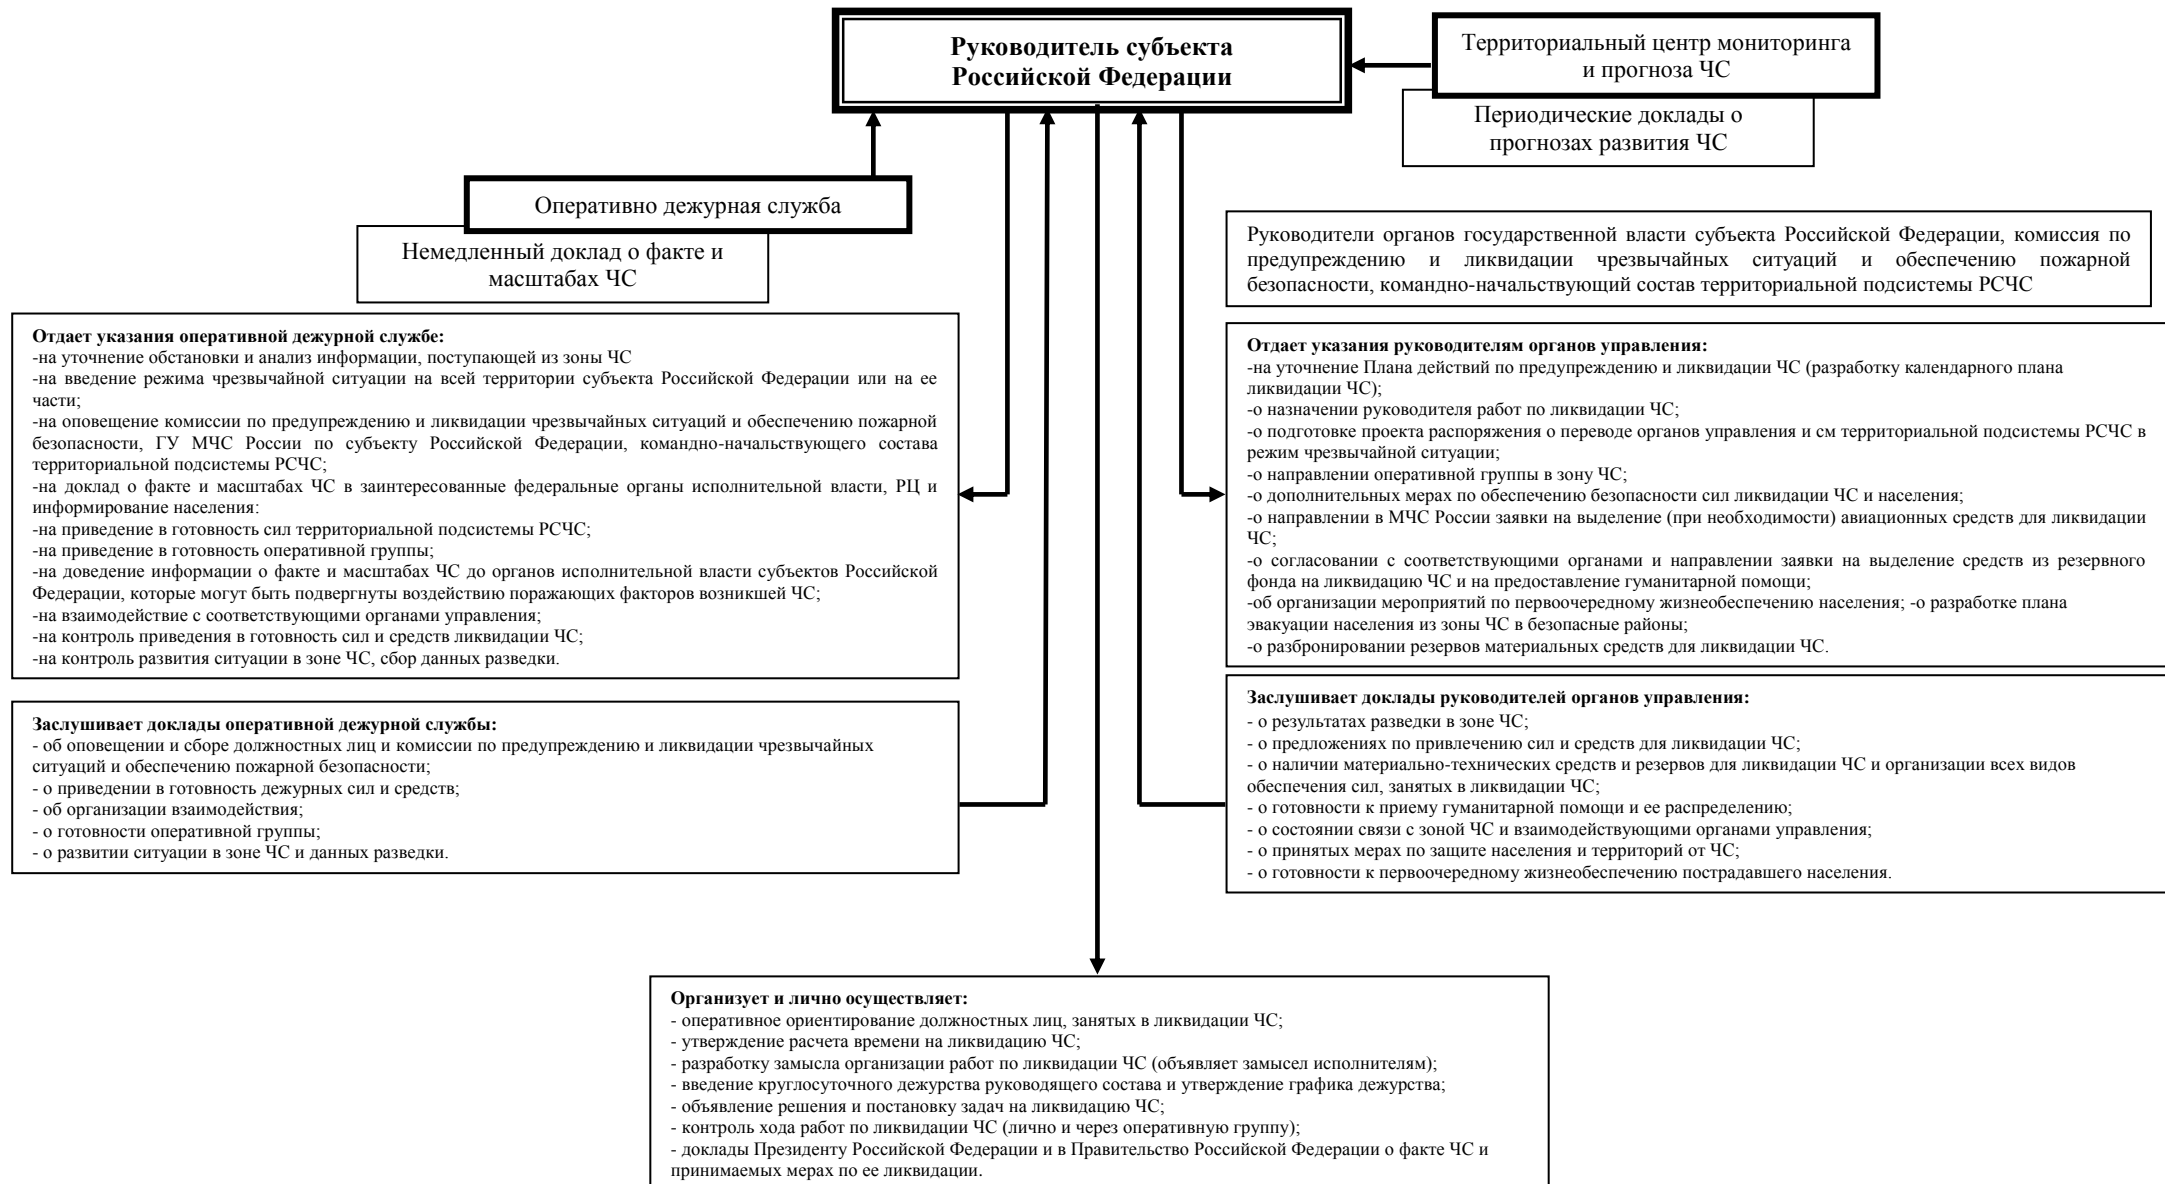 Руководитель субъекта
Российской Федерации
Территориальный центр мониторинга
и прогноза ЧС
Периодические доклады о
прогнозах развития ЧС
Оперативно дежурная служба
Немедленный доклад о факте и
масштабах ЧС
Руководители органов государственной власти субъекта Российской Федерации, комиссия по
предупреждению и ликвидации чрезвычайных ситуаций и обеспечению пожарной
безопасности, командно-начальствующий состав территориальной подсистемы РСЧС
Отдает указания оперативной дежурной службе:
-на уточнение обстановки и анализ информации, поступающей из зоны ЧС
-на введение режима чрезвычайной ситуации на всей территории субъекта Российской Федерации или на ее
части;
-на оповещение комиссии по предупреждению и ликвидации чрезвычайных ситуаций и обеспечению пожарной
безопасности, ГУ МЧС России по субъекту Российской Федерации, командно-начальствующего состава
территориальной подсистемы РСЧС;
-на доклад о факте и масштабах ЧС в заинтересованные федеральные органы исполнительной власти, РЦ и
информирование населения:
-на приведение в готовность сил территориальной подсистемы РСЧС;
-на приведение в готовность оперативной группы;
-на доведение информации о факте и масштабах ЧС до органов исполнительной власти субъектов Российской
Федерации, которые могут быть подвергнуты воздействию поражающих факторов возникшей ЧС;
-на взаимодействие с соответствующими органами управления;
-на контроль приведения в готовность сил и средств ликвидации ЧС;
-на контроль развития ситуации в зоне ЧС, сбор данных разведки.
Отдает указания руководителям органов управления:
-на уточнение Плана действий по предупреждению и ликвидации ЧС (разработку календарного плана
ликвидации ЧС);
-о назначении руководителя работ по ликвидации ЧС;
-о подготовке проекта распоряжения о переводе органов управления и см территориальной подсистемы РСЧС в
режим чрезвычайной ситуации;
-о направлении оперативной группы в зону ЧС;
-о дополнительных мерах по обеспечению безопасности сил ликвидации ЧС и населения;
-о направлении в МЧС России заявки на выделение (при необходимости) авиационных средств для ликвидации
ЧС;
-о согласовании с соответствующими органами и направлении заявки на выделение средств из резервного
фонда на ликвидацию ЧС и на предоставление гуманитарной помощи;
-об организации мероприятий по первоочередному жизнеобеспечению населения; -о разработке плана
эвакуации населения из зоны ЧС в безопасные районы;
-о разбронировании резервов материальных средств для ликвидации ЧС.
Заслушивает доклады оперативной дежурной службы:
- об оповещении и сборе должностных лиц и комиссии по предупреждению и ликвидации чрезвычайных
ситуаций и обеспечению пожарной безопасности;
- о приведении в готовность дежурных сил и средств;
- об организации взаимодействия;
- о готовности оперативной группы;
- о развитии ситуации в зоне ЧС и данных разведки.
Заслушивает доклады руководителей органов управления:
- о результатах разведки в зоне ЧС;
- о предложениях по привлечению сил и средств для ликвидации ЧС;
- о наличии материально-технических средств и резервов для ликвидации ЧС и организации всех видов
обеспечения сил, занятых в ликвидации ЧС;
- о готовности к приему гуманитарной помощи и ее распределению;
- о состоянии связи с зоной ЧС и взаимодействующими органами управления;
- о принятых мерах по защите населения и территорий от ЧС;
- о готовности к первоочередному жизнеобеспечению пострадавшего населения.
Организует и лично осуществляет:
- оперативное ориентирование должностных лиц, занятых в ликвидации ЧС;
- утверждение расчета времени на ликвидацию ЧС;
- разработку замысла организации работ по ликвидации ЧС (объявляет замысел исполнителям);
- введение круглосуточного дежурства руководящего состава и утверждение графика дежурства;
- объявление решения и постановку задач на ликвидацию ЧС;
- контроль хода работ по ликвидации ЧС (лично и через оперативную группу);
- доклады Президенту Российской Федерации и в Правительство Российской Федерации о факте ЧС и
принимаемых мерах по ее ликвидации.